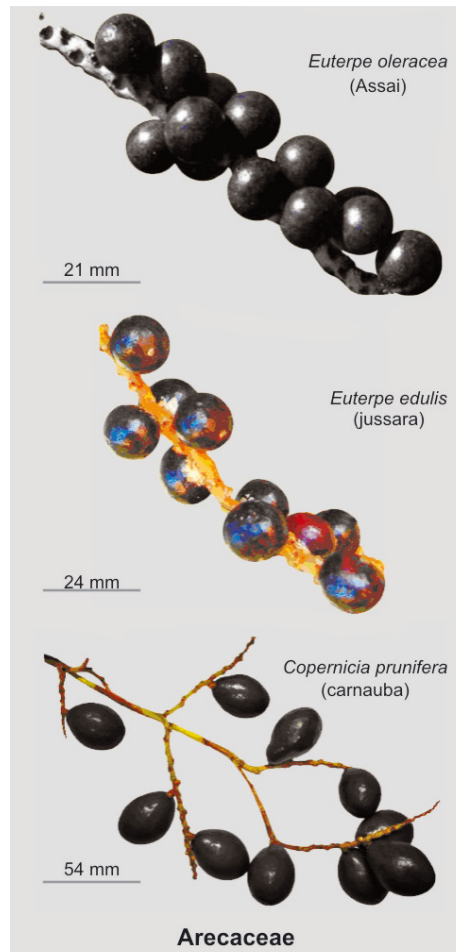 Euterpe oleracea
(Assai)
21 mm
Euterpe edulis
(jussara)
24 mm
Copernicia prunifera
(carnauba)
54 mm
Arecaceae